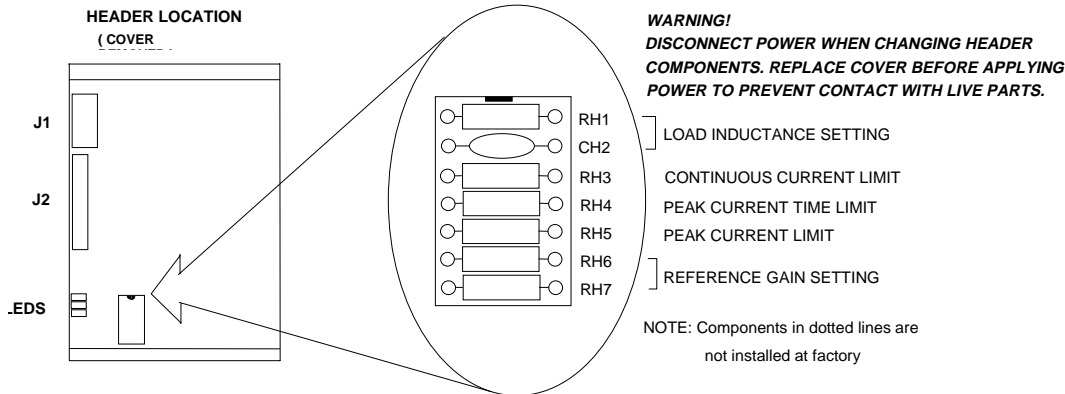 HEADER LOCATION
( COVER
J1
J2
LEDS
WARNING!
DISCONNECT POWER WHEN CHANGING HEADER
COMPONENTS. REPLACE COVER BEFORE APPLYING
POWER TO PREVENT CONTACT WITH LIVE PARTS.
RH1
CH2
LOAD INDUCTANCE SETTING
RH3 CONTINUOUS CURRENT LIMIT
RH4 PEAK CURRENT TIME LIMIT
RH5 PEAK CURRENT LIMIT
RH6
RH7
REFERENCE GAIN SETTING
NOTE: Components in dotted lines are
not installed at factory